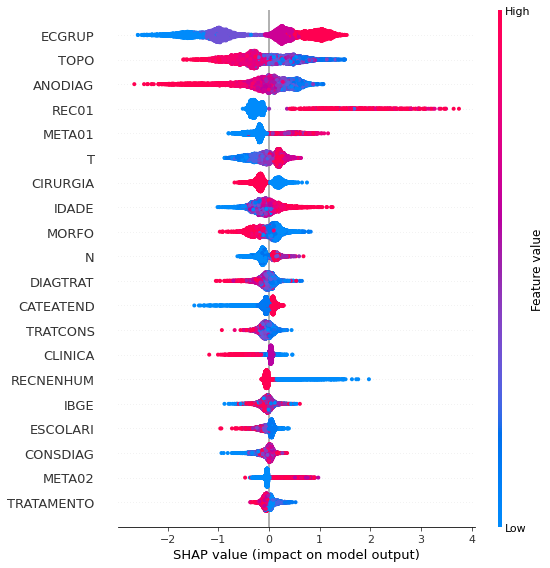 High
ECGRUP
TOPO
ANODIAG
REC01
META01
T
CIRURGIA
IDADE
MORFO
N
DIAGTRAT
CATEATEND
TRATCONS
CLINICA
RECNENHUM
IBGE
ESCOLARI
CONSDIAG
META02
TRATAMENTO
Feature value
Low
−2 −1 0 1 2 3 4
SHAP value (impact on model output)